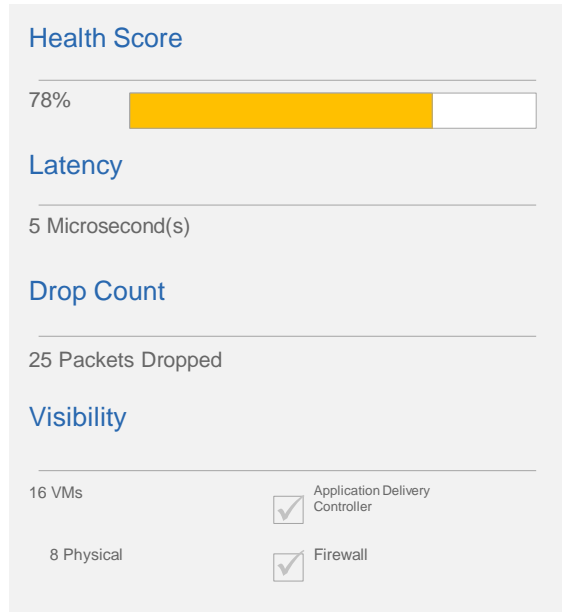 Health Score
78%
Latency
5 Microsecond(s)
Drop Count
25 Packets Dropped
Visibility
16 VMs
Application Delivery
Controller
8 Physical
Firewall